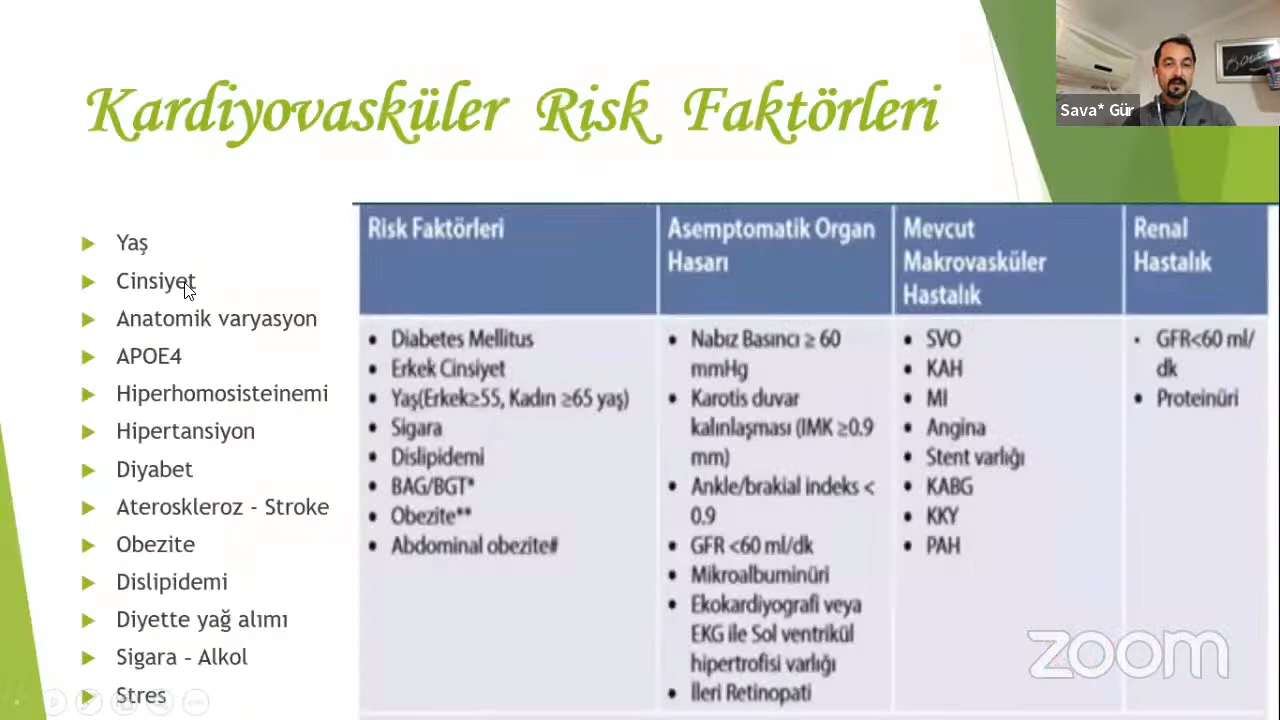 Kardiyovasküler Risk Faktörleri
Sava* Gür
Yaş
Cinsiyet
Anatomik varyasyon
APOE4
Hiperhomosisteinemi
Hipertansiyon
Diyabet
Ateroskleroz - Stroke
Obezite
Dislipidemi
Diyette yağ alımı
Sigara – Alkol
Stres
Risk Faktörleri
• Diabetes Mellitus
• Erkek Cinsiyet
• Yaş(Erkek≥55, Kadın ≥65 yaş)
• Sigara
• Dislipidemi
• BAG/BGT*
• Obezite**
• Abdominal obezite#
Asemptomatik Organ
Hasarı
• Nabız Basıncı ≥ 60
mmHg
• Karotis duvar
kalınlaşması (IMK ≥0.9
mm)
• Ankle/brakial indeks <
0.9
• GFR <60 ml/dk
• Mikroalbuminüri
• Ekokardiyografi veya
EKG ile Sol ventrikül
hipertrofisi varlığı
• İleri Retinopati
Mevcut
Makrovasküler
Hastalık
• SVO
• KAH
• MI
• Angina
• Stent varlığı
• KABG
• KKY
• PAH
Renal
Hastalık
• GFR<60 ml/
dk
• Proteinüri
zoom